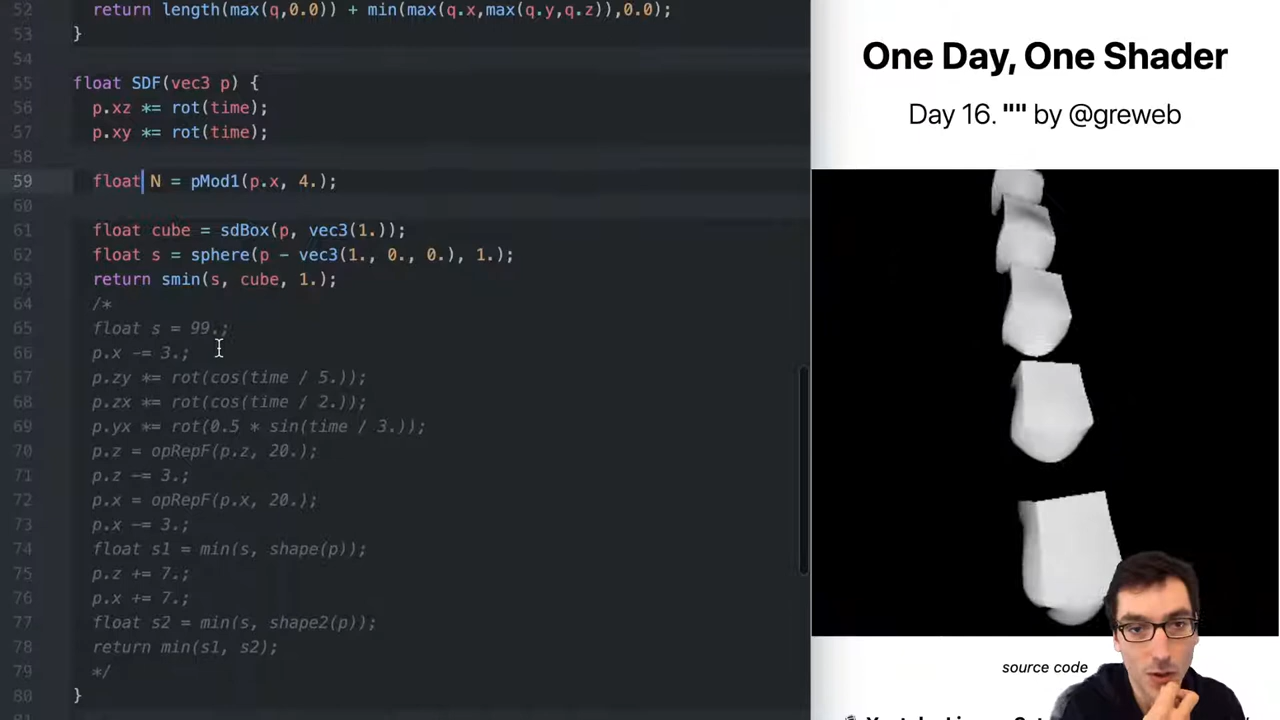 52 return length(max(q,0.0)) + min(max(q.x,max(q.y,q.z)),0.0);
53 }
54
55 float SDF(vec3 p) {
56 p.xz *= rot(time);
57 p.xy *= rot(time);
58
59 float N = pMod1(p.x, 4.);
60
61 float cube = sdBox(p, vec3(1.));
62 float s = sphere(p - vec3(1., 0., 0.), 1.);
63 return smin(s, cube, 1.);
64 /*
65 float s = 99.;
66 p.x -= 3.;
67 p.zy *= rot(cos(time / 5.));
68 p.zx *= rot(cos(time / 2.));
69 p.yx *= rot(0.5 * sin(time / 3.));
70 p.z = opRepF(p.z, 20.);
71 p.z -= 3.;
72 p.x = opRepF(p.x, 20.);
73 p.x -= 3.;
74 float s1 = min(s, shape(p));
75 p.z += 7.;
76 p.x += 7.;
77 float s2 = min(s, shape2(p));
78 return min(s1, s2);
79 */
80 }
One Day, One Shader
Day 16. "" by @greweb
source code